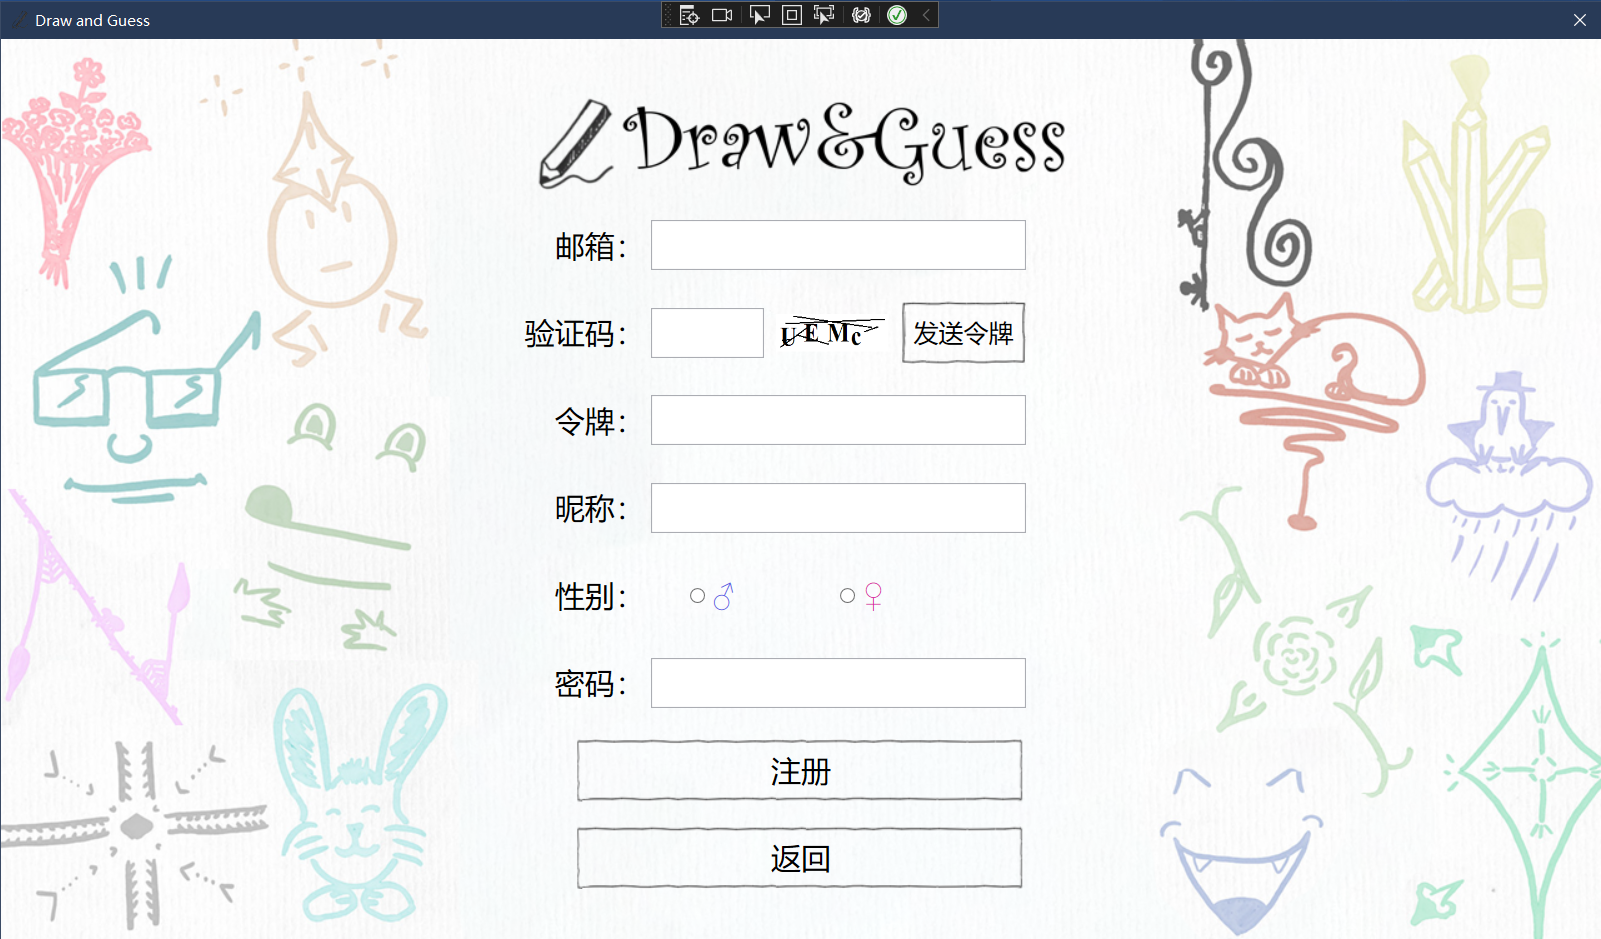 Draw and Guess
Draw&Guess
邮箱：
验证码：
UEMc
发送令牌
令牌：
昵称：
性别：
♂
♀
密码：
注册
返回